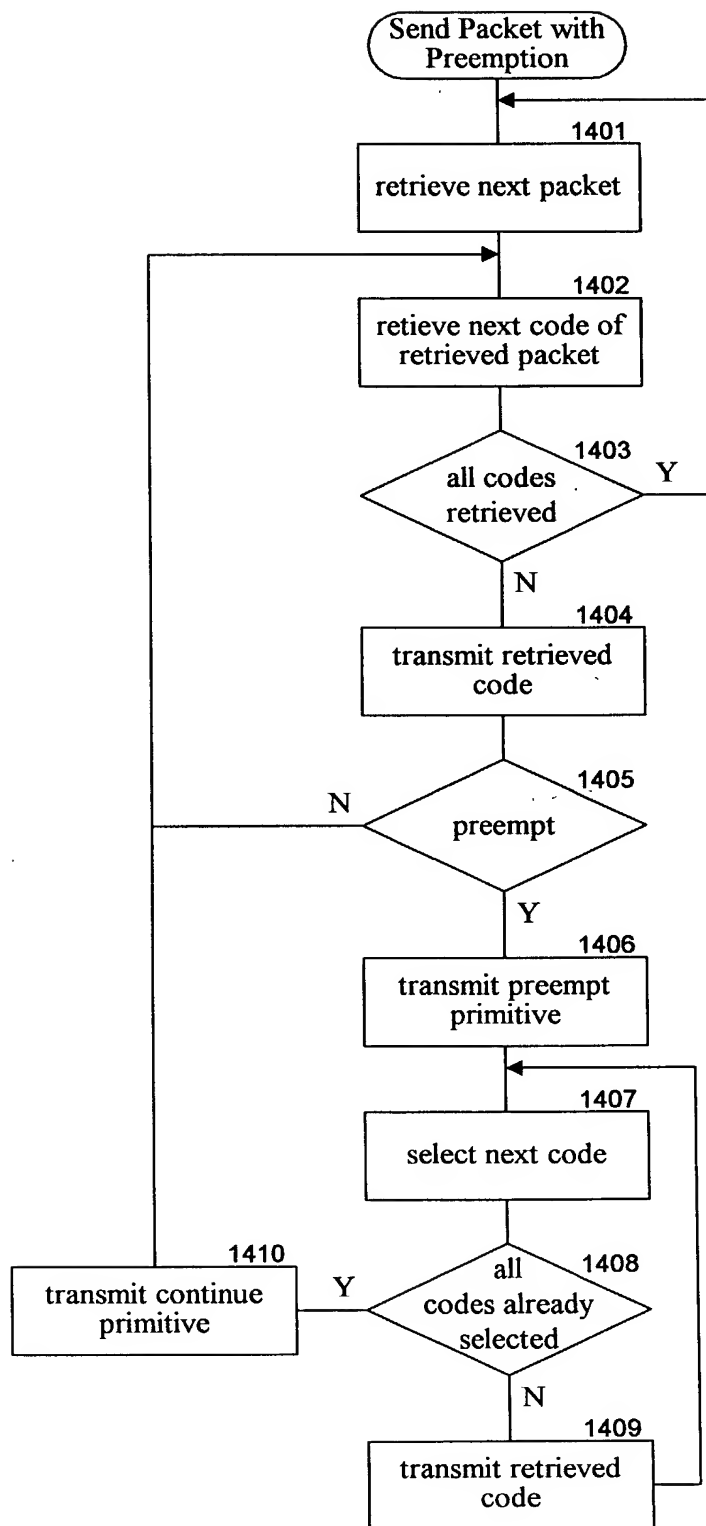 Send Packet with
Preemption
1401
retrieve next packet
1402
retieve next code of
retrieved packet
1403
all codes
retrieved
Y
N
1404
transmit retrieved
code
1405
preempt
N
Y
1406
transmit preempt
primitive
1407
select next code
1408
all
codes already
selected
Y
1410
transmit continue
primitive
N
1409
transmit retrieved
code